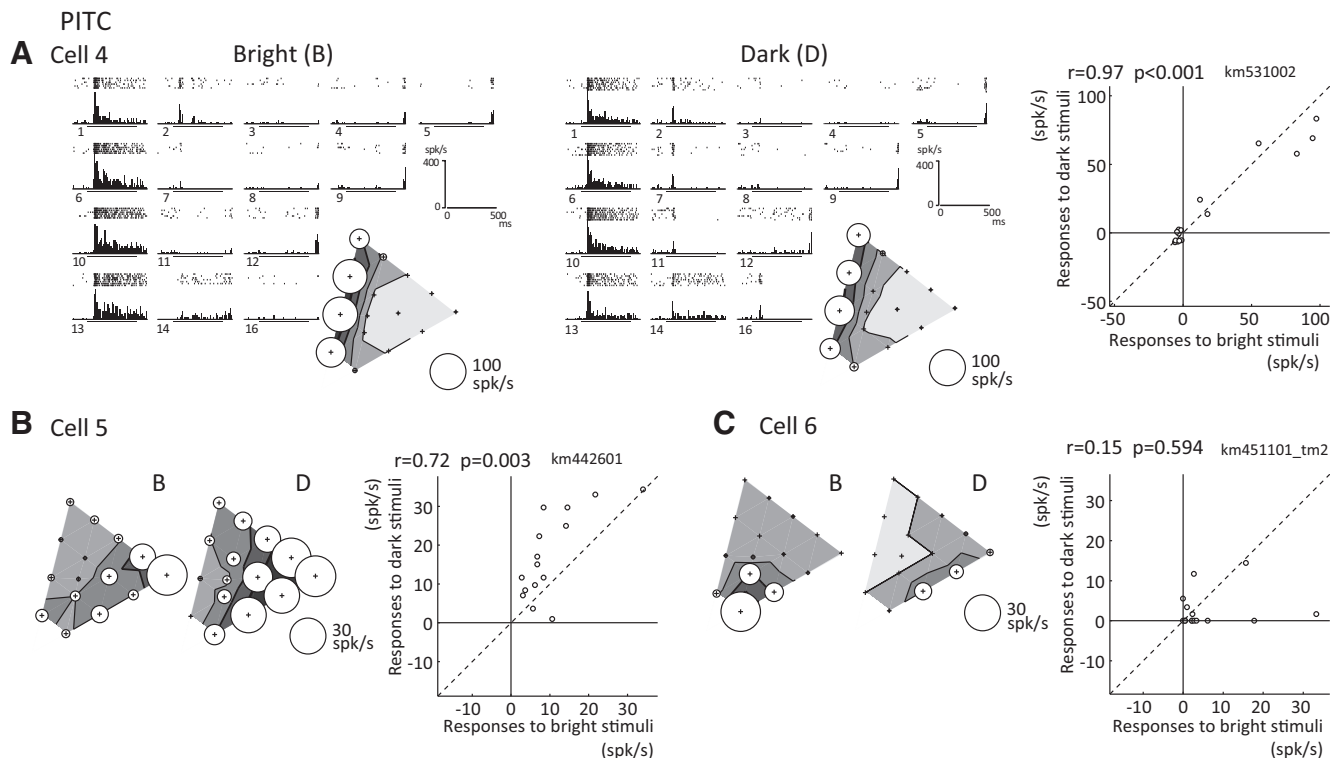 PITC
A Cell 4 Bright (B) Dark (D)
1 2 3 4 5
6 7 8 9
10 11 12
13 14 16
spk/s
400
0
0 500
ms
100
spk/s
1 2 3 4 5
6 7 8 9
10 11 12
13 14 16
spk/s
400
0
0 500
ms
100
spk/s
r=0.97 p<0.001 km531002
Responses to dark stimuli
(spk/s)
100
50
0
-50
-50 0 50 100
Responses to bright stimuli
(spk/s)
B Cell 5
B D
30
spk/s
r=0.72 p=0.003 km442601
Responses to dark stimuli
(spk/s)
30
20
10
0
-10
-10 0 10 20 30
Responses to bright stimuli
(spk/s)
C Cell 6
B D
30
spk/s
r=0.15 p=0.594 km451101_tm2
Responses to dark stimuli
(spk/s)
30
20
10
0
-10
-10 0 10 20 30
Responses to bright stimuli
(spk/s)